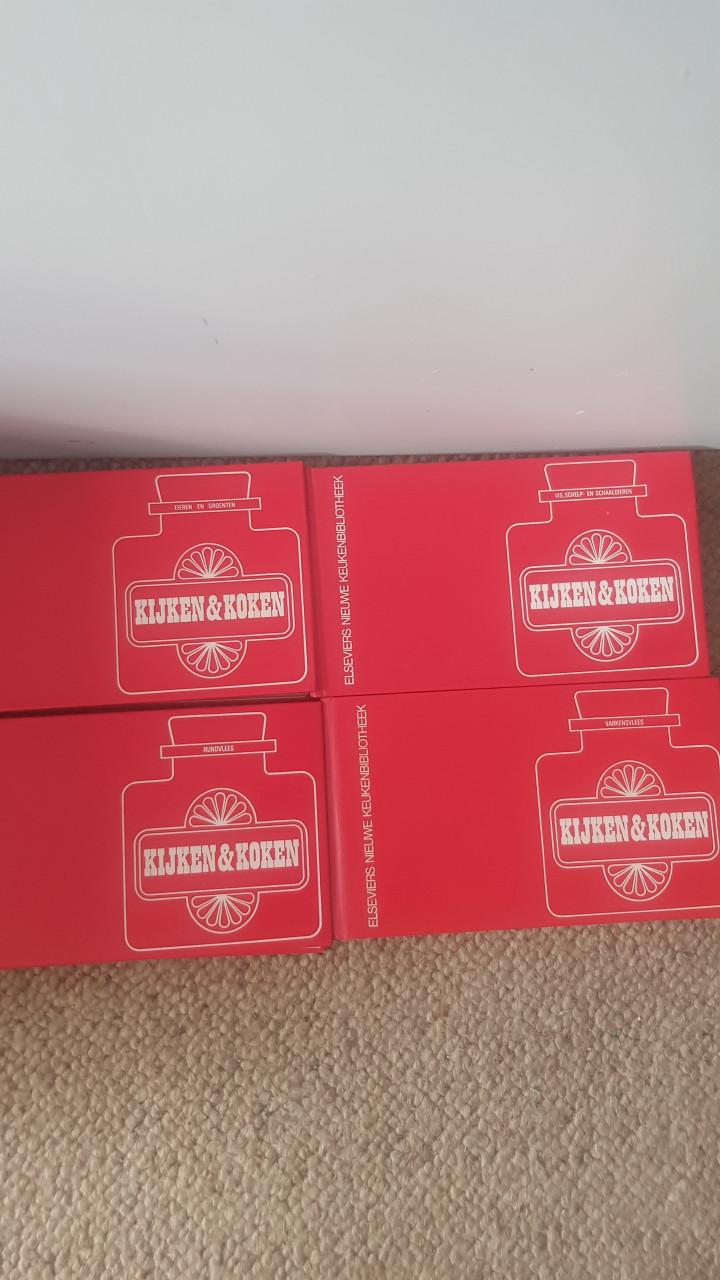 EIEREN EN GROENTEN
KIJKEN & KOKEN
ELSEVIERS NIEUWE KEUKENBIBLIOTHEEK
VIS, SCHELP- EN SCHAALDIEREN
KIJKEN & KOKEN
RUNDVLEES
KIJKEN & KOKEN
ELSEVIERS NIEUWE KEUKENBIBLIOTHEEK
VARKENSVLEES
KIJKEN & KOKEN